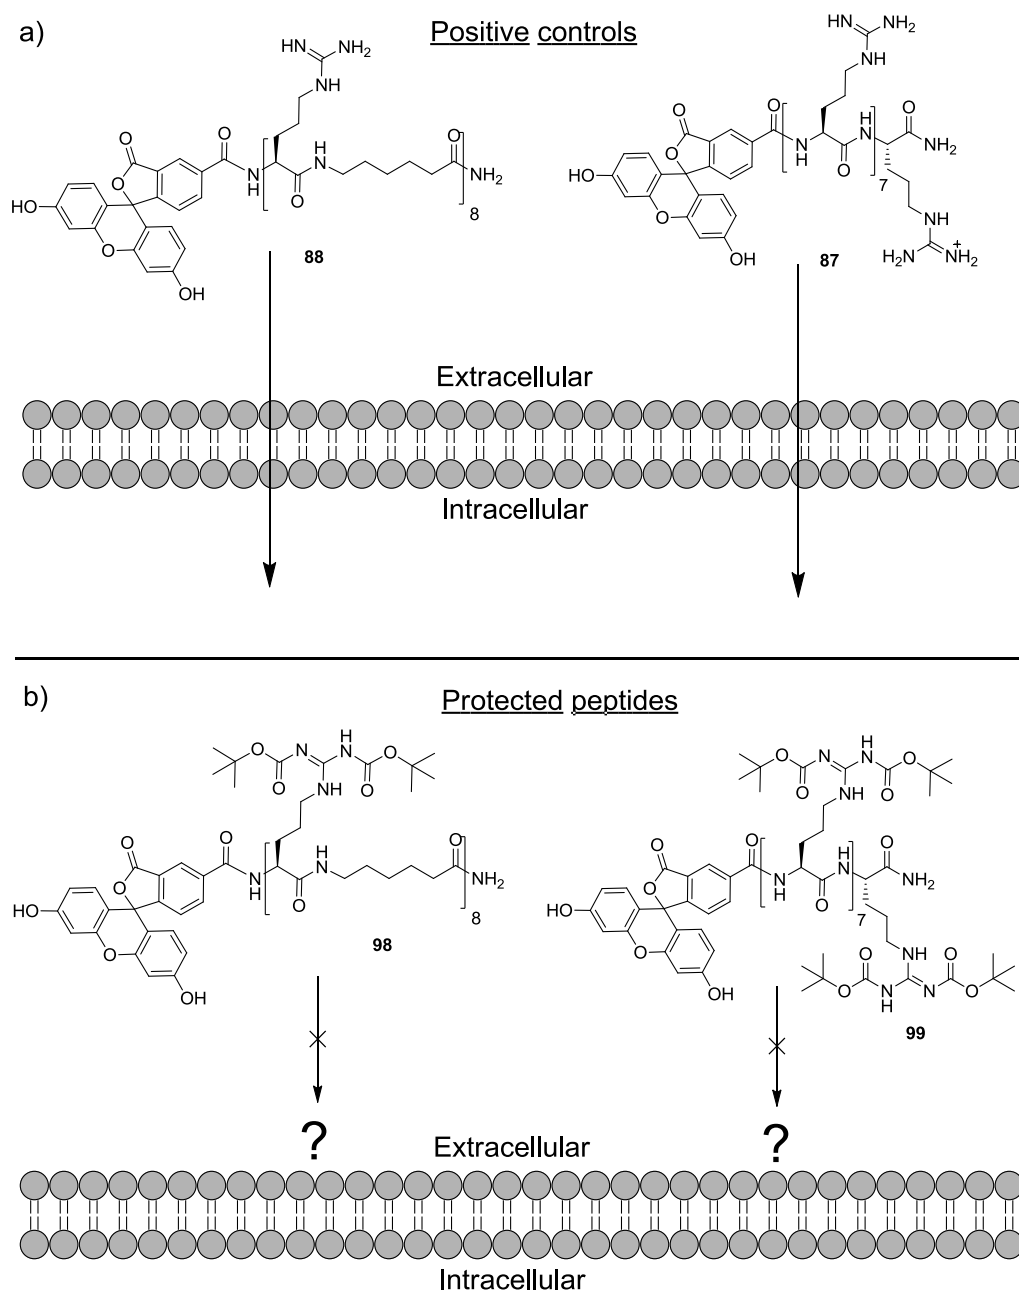 a)
Positive controls
HN
NH2
NH
O
O
O
N
H
H
N
O
O
NH2
8
HO
O
OH
88
HN
NH2
NH
O
O
O
N
H
O
H
N
7
O
NH2
NH
H2N
NH2
+
HO
O
OH
87
Extracellular
Intracellular
b)
Protected peptides
O
O
N
H
N
O
O
NH
O
O
O
N
H
H
N
O
O
NH2
8
HO
O
OH
98
O
O
N
H
N
O
O
NH
O
O
O
N
H
O
H
N
7
O
NH2
NH
O
O
N
H
N
O
O
HO
O
OH
99
?
Extracellular
?
Intracellular